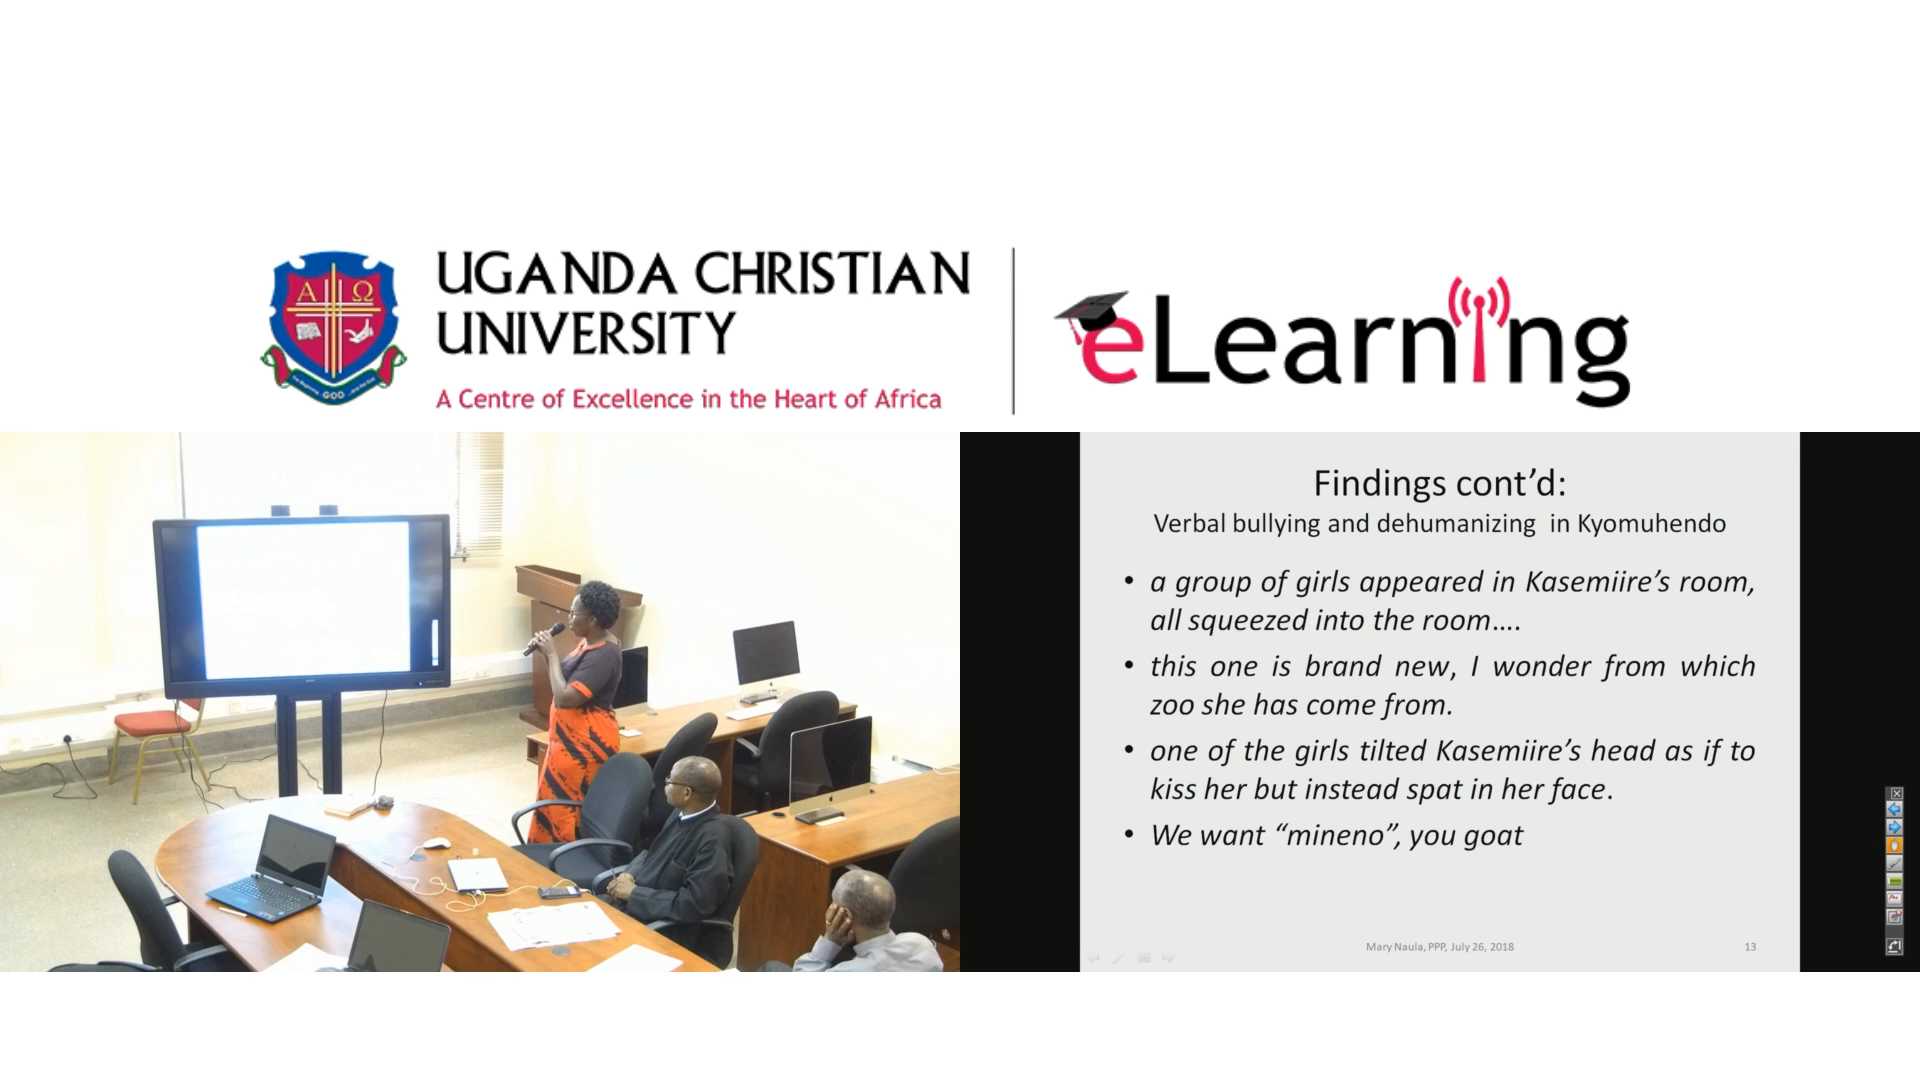 UGANDA CHRISTIAN
UNIVERSITY
A Centre of Excellence in the Heart of Africa
eLearning
A Ω
GOD
Findings cont’d:
Verbal bullying and dehumanizing in Kyomuhendo
• a group of girls appeared in Kasemiire’s room,
all squeezed into the room….
• this one is brand new, I wonder from which
zoo she has come from.
• one of the girls tilted Kasemiire’s head as if to
kiss her but instead spat in her face.
• We want “mineno”, you goat
Mary Naula, PPP, July 26, 2018
13